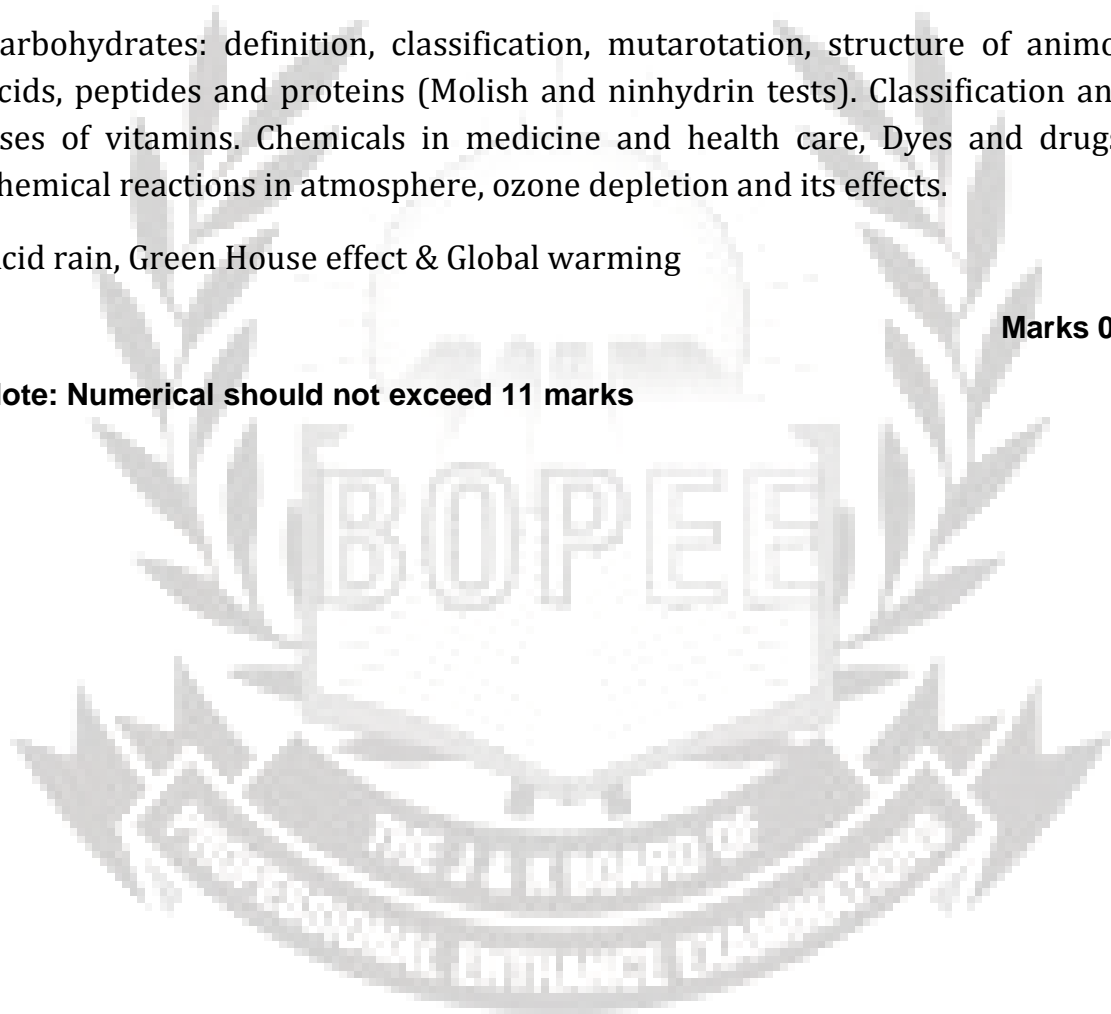 arbohydrates: definition, classification, mutarotation, structure of animo
cids, peptides and proteins (Molish and ninhydrin tests). Classification an
ses of vitamins. Chemicals in medicine and health care, Dyes and drugs
hemical reactions in atmosphere, ozone depletion and its effects.
cid rain, Green House effect & Global warming
Marks 0
ote: Numerical should not exceed 11 marks
BOPEE
THE J & K BOARD OF
PROFESSIONAL ENTRANCE EXAMINATIONS